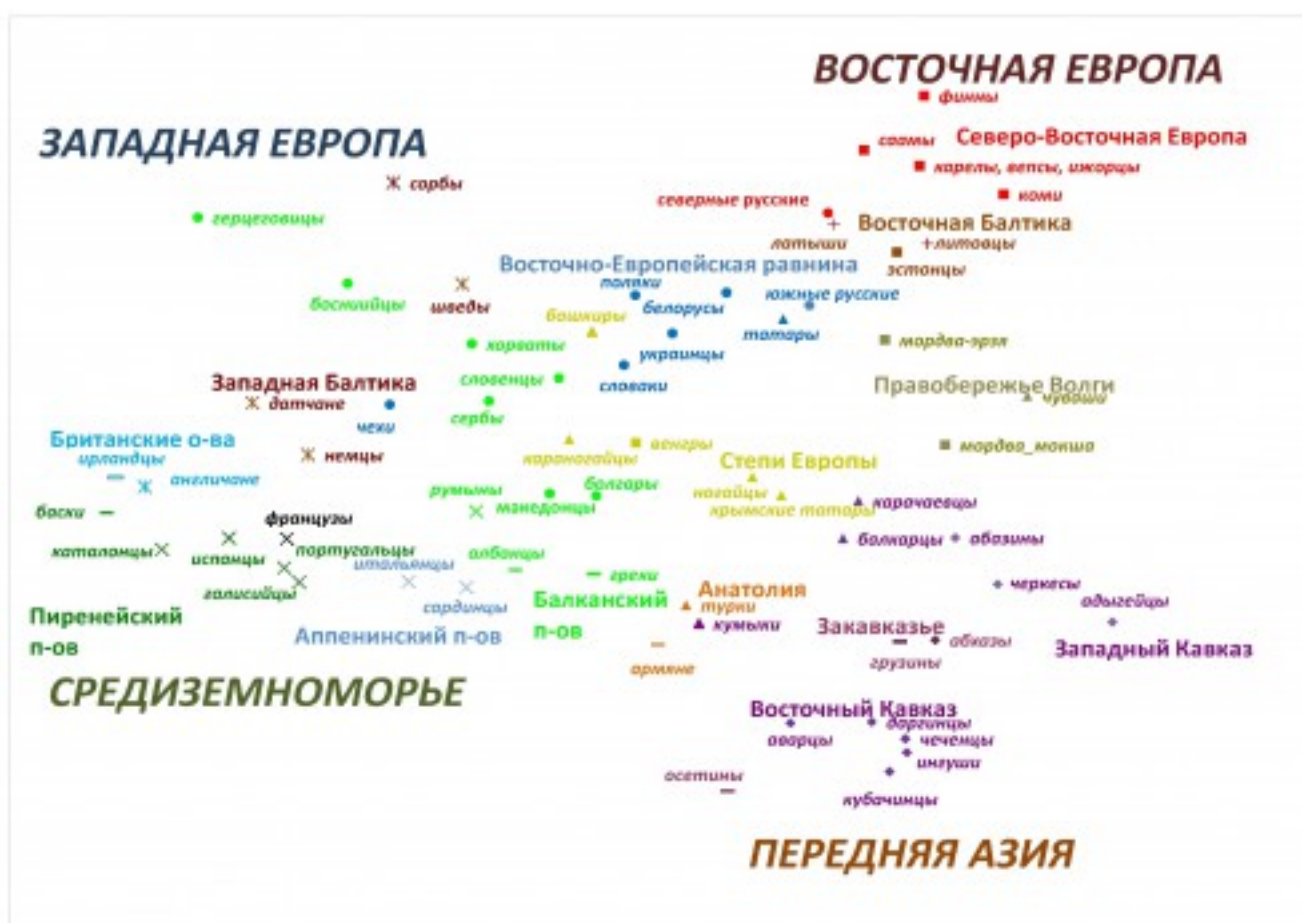 ВОСТОЧНАЯ ЕВРОПА
финны
ЗАПАДНАЯ ЕВРОПА
саамы
Северо-Восточная Европа
карелы, вепсы, ижорцы
сорбы
коми
северные русские
герцеговицы
Восточная Балтика
латыши
литовцы
эстонцы
Восточно-Европейская равнина
поляки
южные русские
боснийцы
шведы
белорусы
башкиры
татары
хорваты
мордва-эрзя
украинцы
словенцы
словаки
Западная Балтика
Правобережье Волги
чуваши
датчане
сербы
чехи
Британские о-ва
ирландцы
венгры
мордва_мокша
немцы
караногайцы
Степи Европы
англичане
румыны
болгары
ногайцы
македонцы
крымские татары
карачаевцы
баски
французы
каталонцы
испанцы
португальцы
албанцы
балкарцы
абазины
итальянцы
греки
черкесы
галисийцы
сардинцы
Балканский
п-ов
Анатолия
турки
адыгейцы
Пиренейский
п-ов
Аппенинский п-ов
кумыки
Закавказье
абхазы
грузины
Западный Кавказ
армяне
СРЕДИЗЕМНОМОРЬЕ
Восточный Кавказ
даргинцы
аварцы
чеченцы
ингуши
осетины
кубачинцы
ПЕРЕДНЯЯ АЗИЯ